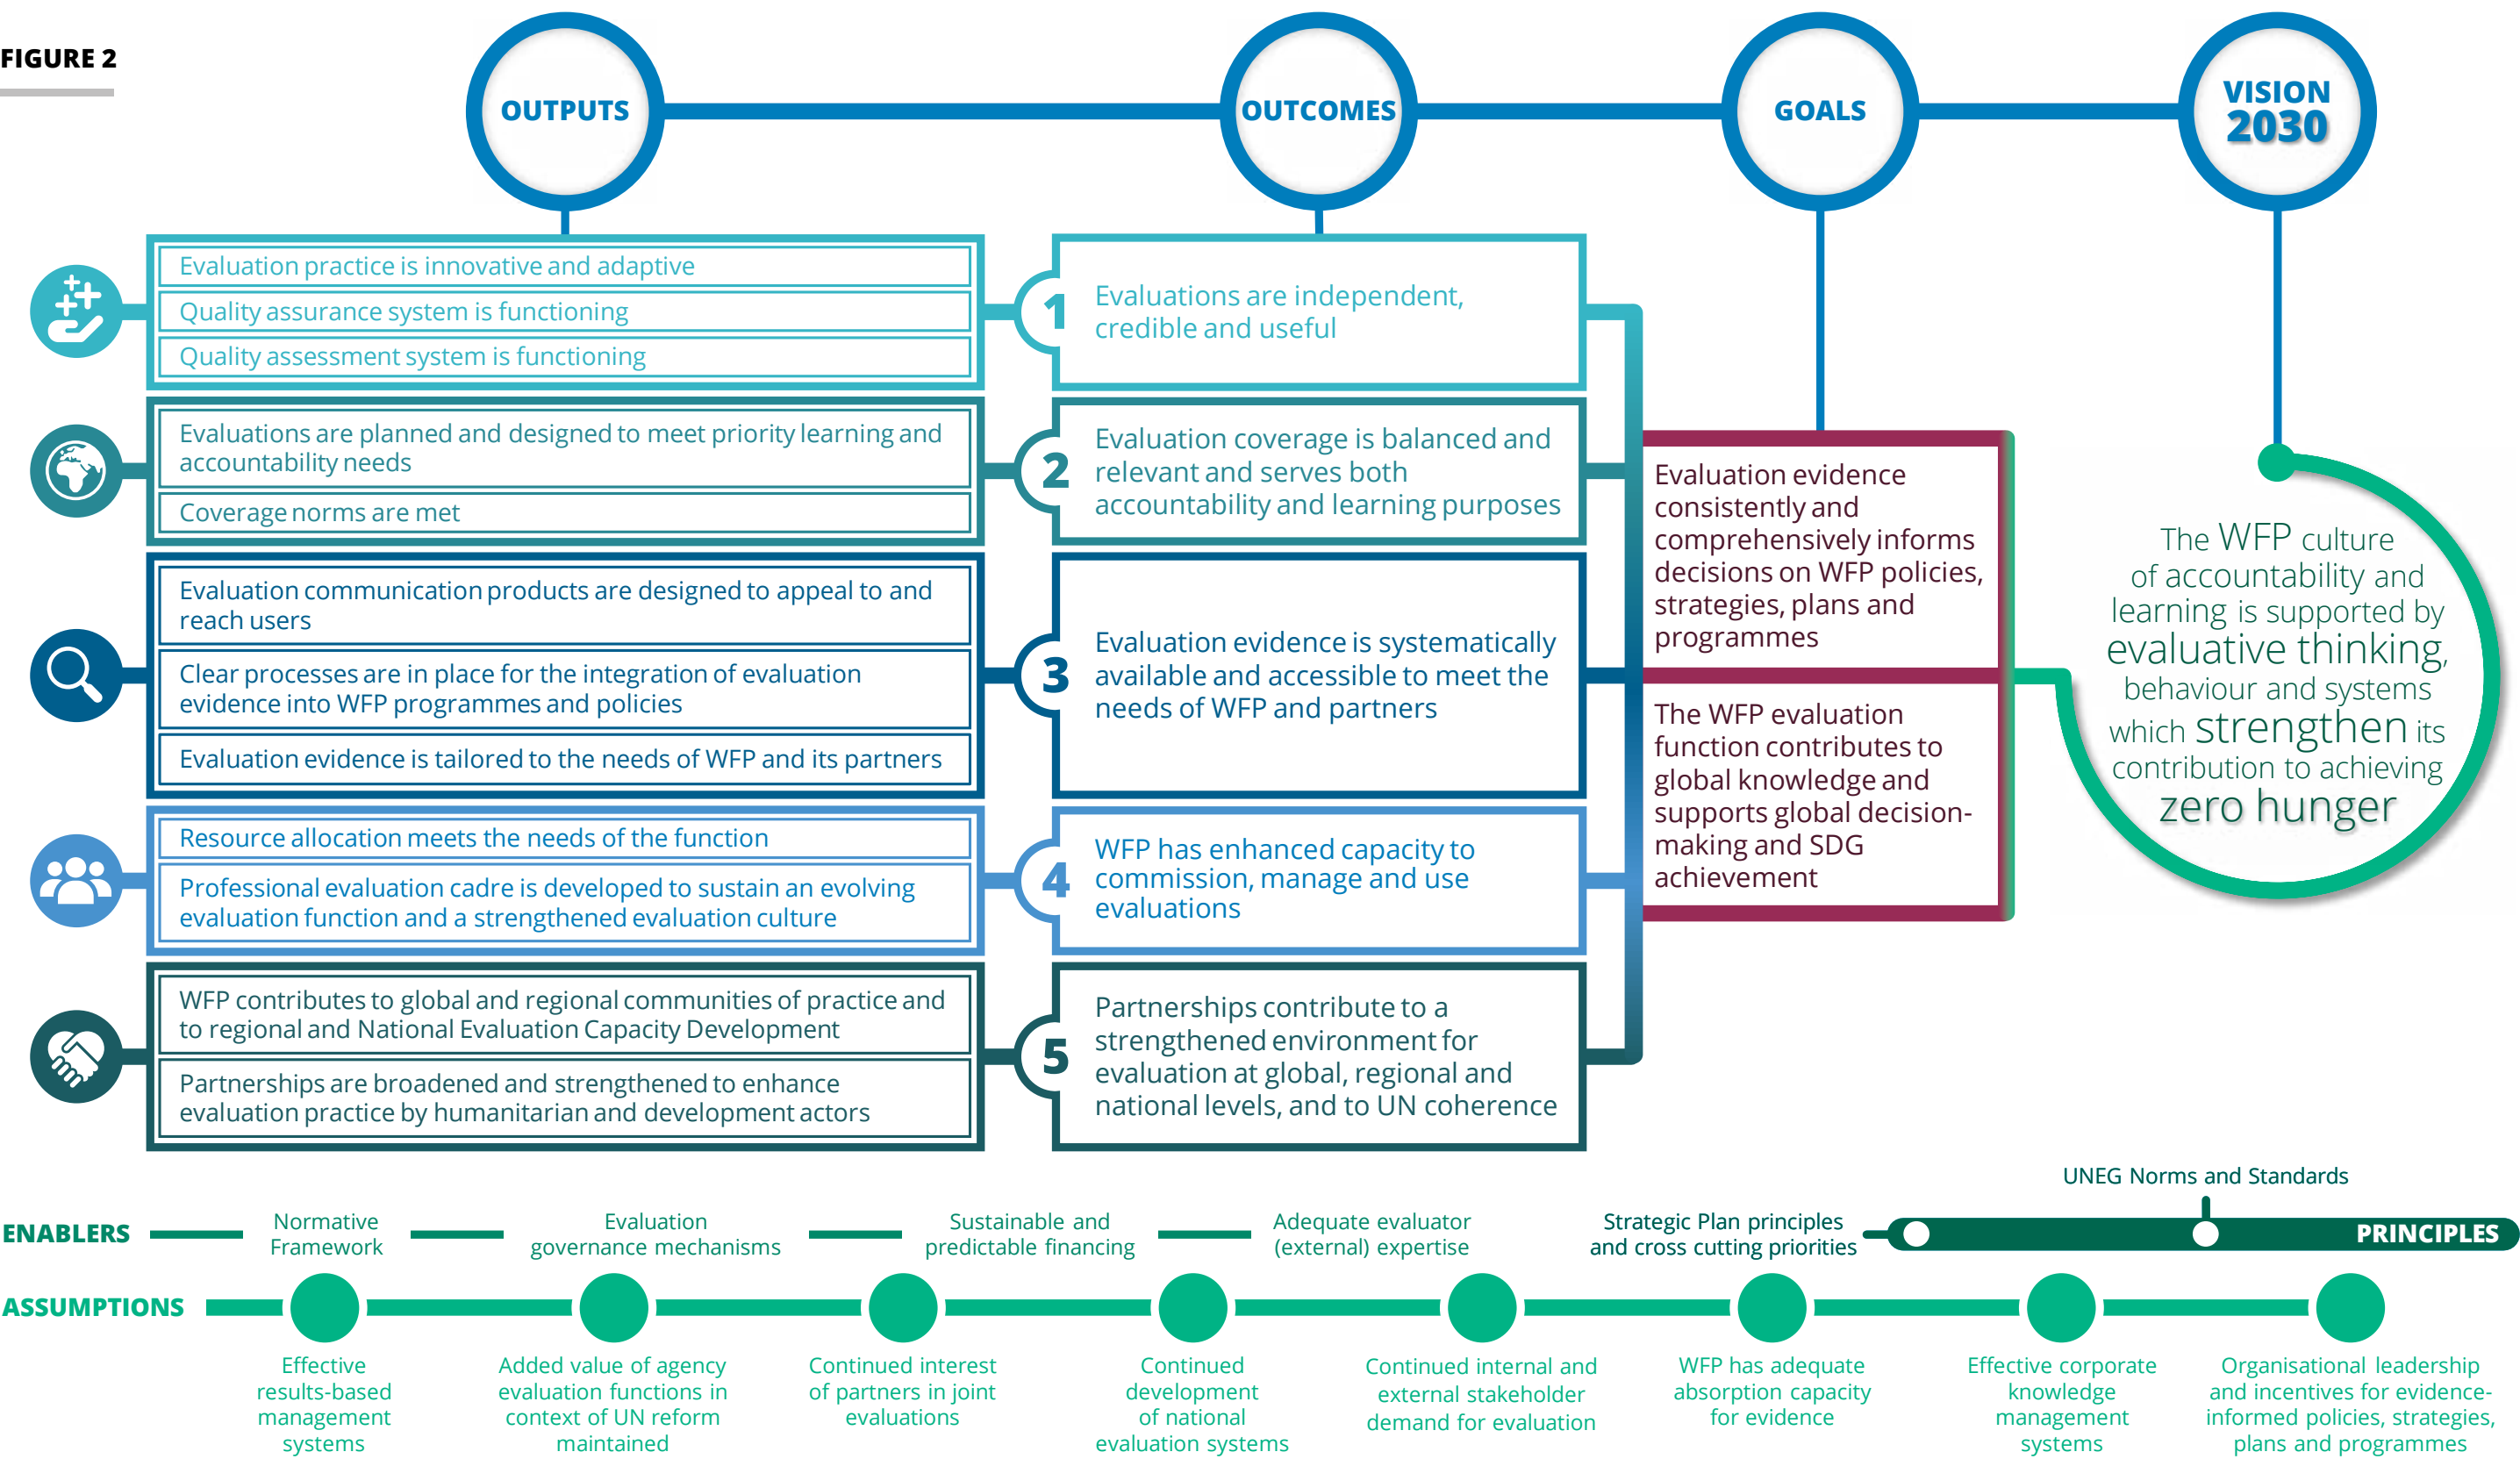 FIGURE 2
OUTPUTS
OUTCOMES
GOALS
VISION
2030
Evaluation practice is innovative and adaptive
Quality assurance system is functioning
Quality assessment system is functioning
1
Evaluations are independent,
credible and useful
Evaluations are planned and designed to meet priority learning and
accountability needs
Coverage norms are met
2
Evaluation coverage is balanced and
relevant and serves both
accountability and learning purposes
Evaluation communication products are designed to appeal to and
reach users
Clear processes are in place for the integration of evaluation
evidence into WFP programmes and policies
Evaluation evidence is tailored to the needs of WFP and its partners
3
Evaluation evidence is systematically
available and accessible to meet the
needs of WFP and partners
Resource allocation meets the needs of the function
Professional evaluation cadre is developed to sustain an evolving
evaluation function and a strengthened evaluation culture
4
WFP has enhanced capacity to
commission, manage and use
evaluations
WFP contributes to global and regional communities of practice and
to regional and National Evaluation Capacity Development
Partnerships are broadened and strengthened to enhance
evaluation practice by humanitarian and development actors
5
Partnerships contribute to a
strengthened environment for
evaluation at global, regional and
national levels, and to UN coherence
Evaluation evidence
consistently and
comprehensively informs
decisions on WFP policies,
strategies, plans and
programmes
The WFP evaluation
function contributes to
global knowledge and
supports global decision-
making and SDG
achievement
The WFP culture
of accountability and
learning is supported by
evaluative thinking,
behaviour and systems
which strengthen its
contribution to achieving
zero hunger
ENABLERS
Normative
Framework
Evaluation
governance mechanisms
Sustainable and
predictable financing
Adequate evaluator
(external) expertise
Strategic Plan principles
and cross cutting priorities
UNEG Norms and Standards
PRINCIPLES
ASSUMPTIONS
Effective
results-based
management
systems
Added value of agency
evaluation functions in
context of UN reform
maintained
Continued interest
of partners in joint
evaluations
Continued
development
of national
evaluation systems
Continued internal and
external stakeholder
demand for evaluation
WFP has adequate
absorption capacity
for evidence
Effective corporate
knowledge
management
systems
Organisational leadership
and incentives for evidence-
informed policies, strategies,
plans and programmes